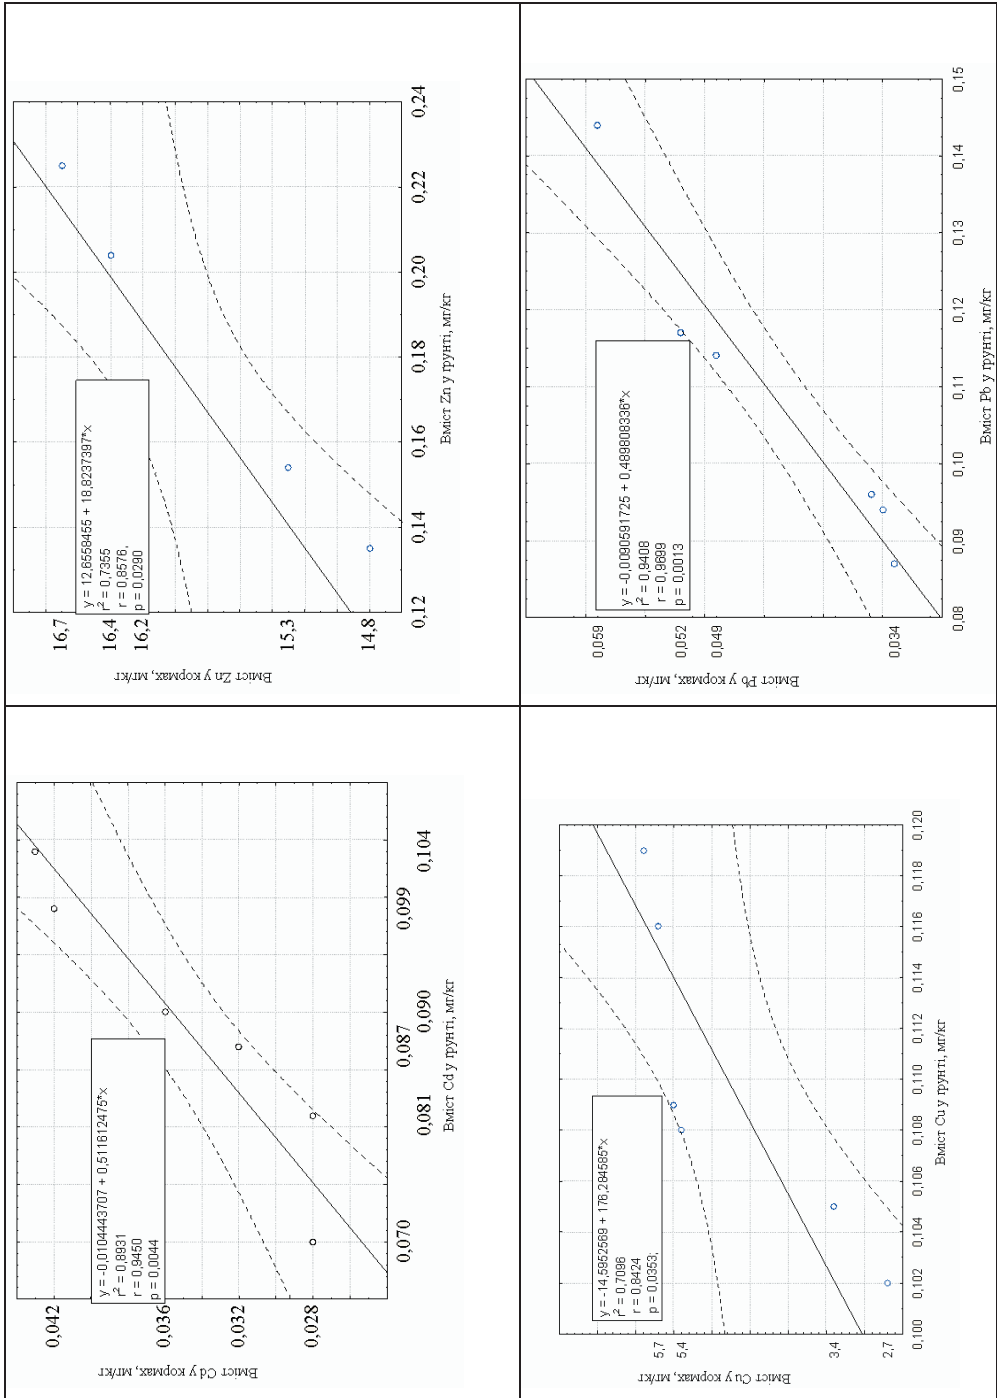 Вміст Cd у кормах, мг/кг
0,042
0,036
0,032
0,028
y = -0,0104443707 + 0,511612475*x
r² = 0,8931
r = 0,9450
p = 0,0044
0,070 0,081 0,087 0,090 0,099 0,104
Вміст Cd у ґрунті, мг/кг
Вміст Zn у кормах, мг/кг
16,7
16,4
16,2
15,3
14,8
y = 12,6558455 + 18,8237397*x
r² = 0,7355
r = 0,8576,
p = 0,0290
0,12 0,14 0,16 0,18 0,20 0,22 0,24
Вміст Zn у ґрунті, мг/кг
Вміст Cu у кормах, мг/кг
5,7
5,4
3,4
2,7
y = -14,5952569 + 176,284585*x
r² = 0,7096
r = 0,8424
p = 0,0353;
0,100 0,102 0,104 0,106 0,108 0,110 0,112 0,114 0,116 0,118 0,120
Вміст Cu у ґрунті, мг/кг
Вміст Pb у кормах, мг/кг
0,059
0,052
0,049
0,034
y = -0,0090591725 + 0,489808336*x
r² = 0,9408
r = 0,9699
p = 0,0013
0,08 0,09 0,10 0,11 0,12 0,13 0,14 0,15
Вміст Pb у ґрунті, мг/кг